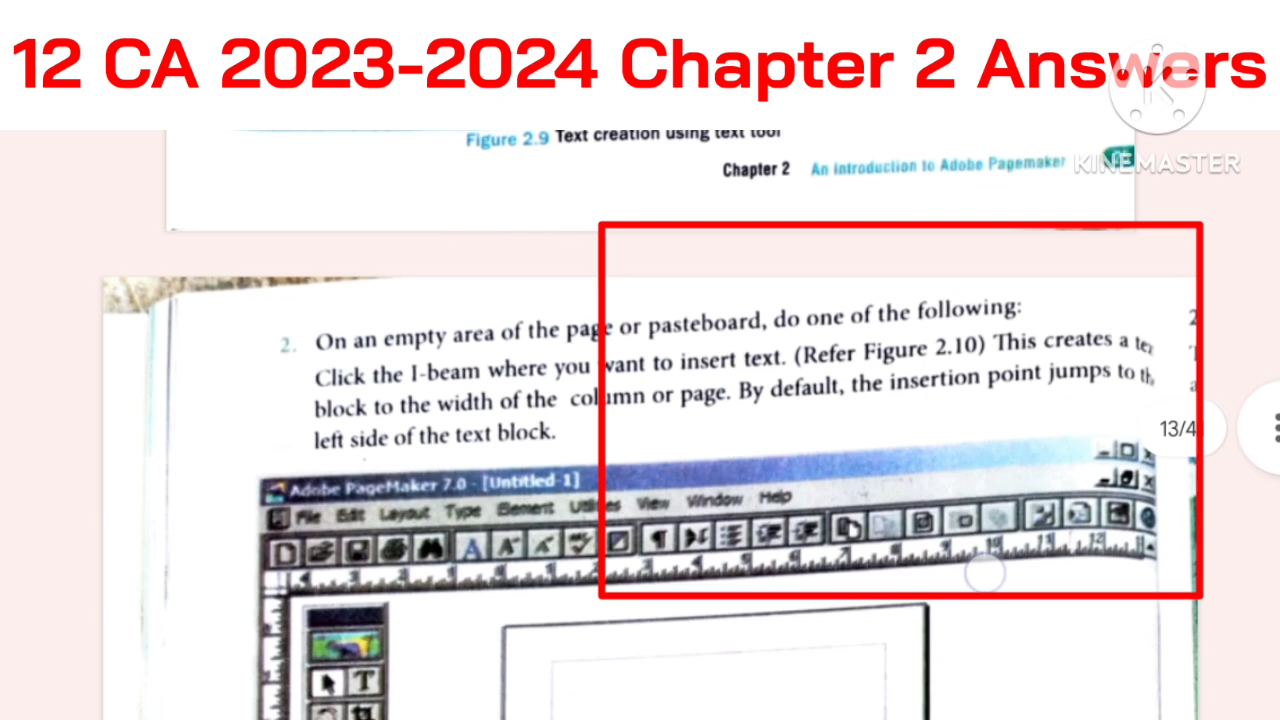 12 CA 2023-2024 Chapter 2 Answers
KINEMASTER
Figure 2.9 Text creation using text tool
Chapter 2 An Introduction to Adobe Pagemaker
2. On an empty area of the page or pasteboard, do one of the following:
Click the I-beam where you want to insert text. (Refer Figure 2.10) This creates a
block to the width of the column or page. By default, the insertion point jumps to
left side of the text block.
13/4
Adobe PageMaker 7.0 - [Untitled-1]
File Edit Layout Type Element Utilities View Window Help
T